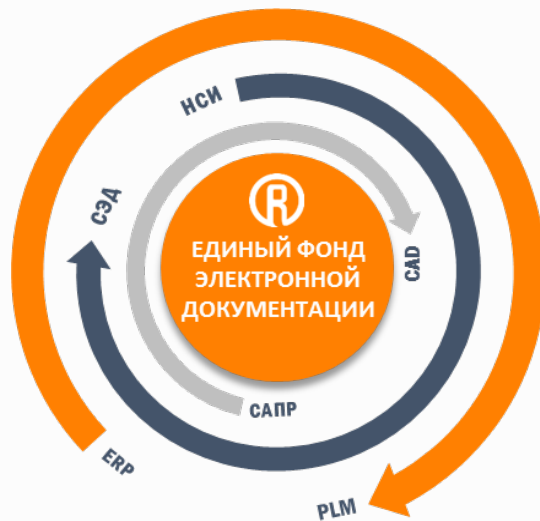 НСИ
СЭД
R
ЕДИНЫЙ ФОНД
ЭЛЕКТРОННОЙ
ДОКУМЕНТАЦИИ
CAD
САПР
ERP
PLM